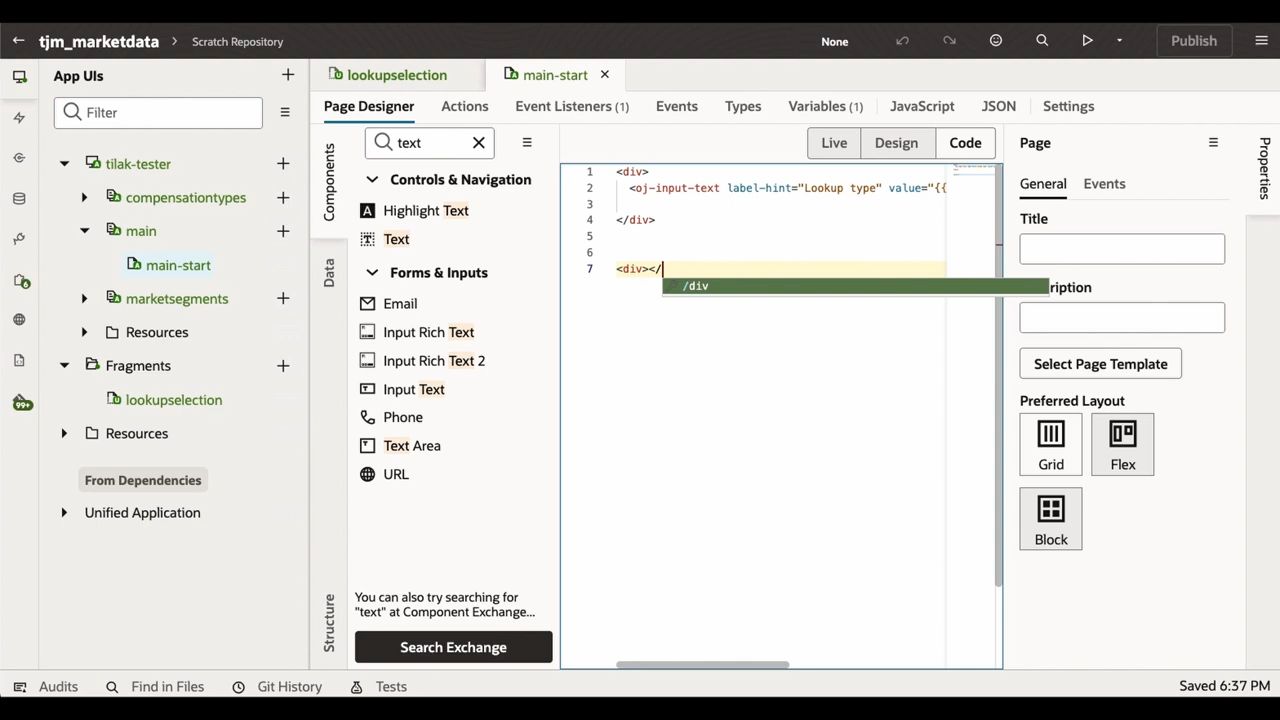 tjm_marketdata
Scratch Repository
None
Publish
App UIs
Filter
tilak-tester
compensationtypes
main
main-start
marketsegments
Resources
Fragments
lookupselection
Resources
From Dependencies
Unified Application
99+
lookupselection
main-start
Page Designer
Actions
Event Listeners (1)
Events
Types
Variables (1)
JavaScript
JSON
Settings
Components
Data
Structure
text
Controls & Navigation
Highlight Text
Text
Forms & Inputs
Email
Input Rich Text
Input Rich Text 2
Input Text
Phone
Text Area
URL
You can also try searching for
"text" at Component Exchange...
Search Exchange
Live
Design
Code
1 <div>
2 <oj-input-text label-hint="Lookup type" value="{{
3
4 </div>
5
6
7 <div></
/div
Page
General
Events
Title
cription
Select Page Template
Preferred Layout
Grid
Flex
Block
Properties
Audits
Find in Files
Git History
Tests
Saved 6:37 PM